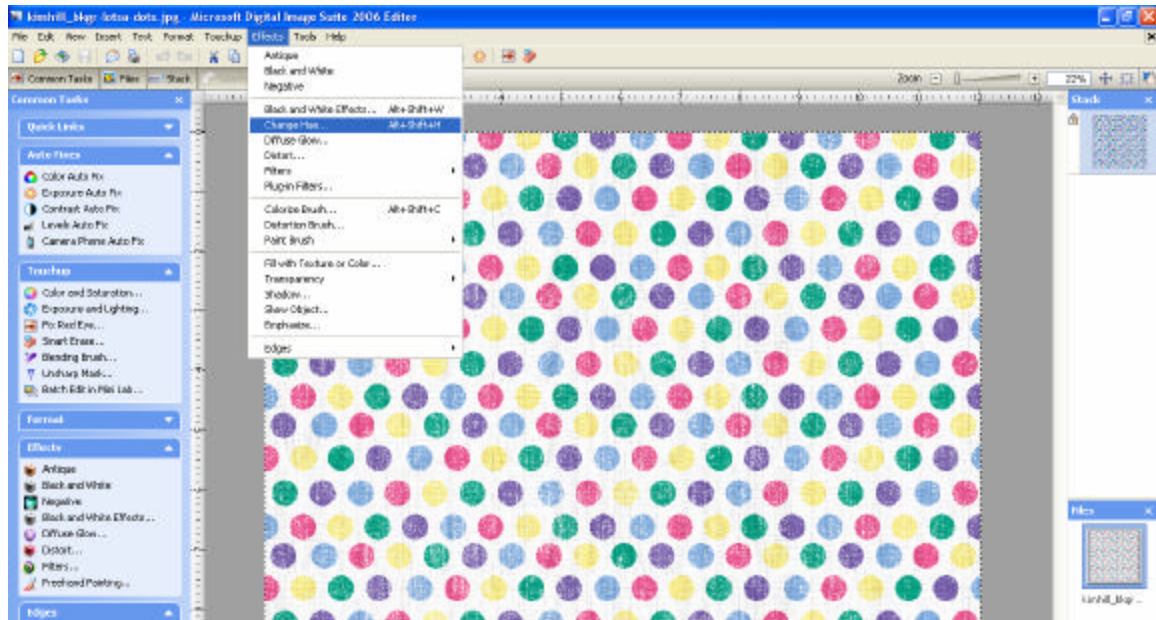 kimhill_bkgr-lotsa-dots.jpg - Microsoft Digital Image Suite 2006 Editor
File Edit View Insert Text Format Touchup Effects Tools Help
Common Tasks Files Stack
Zoom 22%
Common Tasks
Quick Links
Auto Fixes
Color Auto Fix
Exposure Auto Fix
Contrast Auto Fix
Levels Auto Fix
Camera Phone Auto Fix
Touchup
Color and Saturation...
Exposure and Lighting...
Fix Red Eye...
Smart Erase...
Blending Brush...
Unsharp Mask...
Batch Edit in Mini Lab...
Format
Effects
Antique
Black and White
Negative
Black and White Effects...
Diffuse Glow...
Distort...
Filters...
Freehand Painting...
Edges
Antique
Black and White
Negative
Black and White Effects... Alt+Shift+W
Change Hue... Alt+Shift+H
Diffuse Glow...
Distort...
Filters
Plug-in Filters...
Colorize Brush... Alt+Shift+C
Distortion Brush...
Paint Brush
Fill with Texture or Color...
Transparency
Shadow...
Skew Object...
Emphasize...
Edges
Stack
Files
kimhill_bkgr...